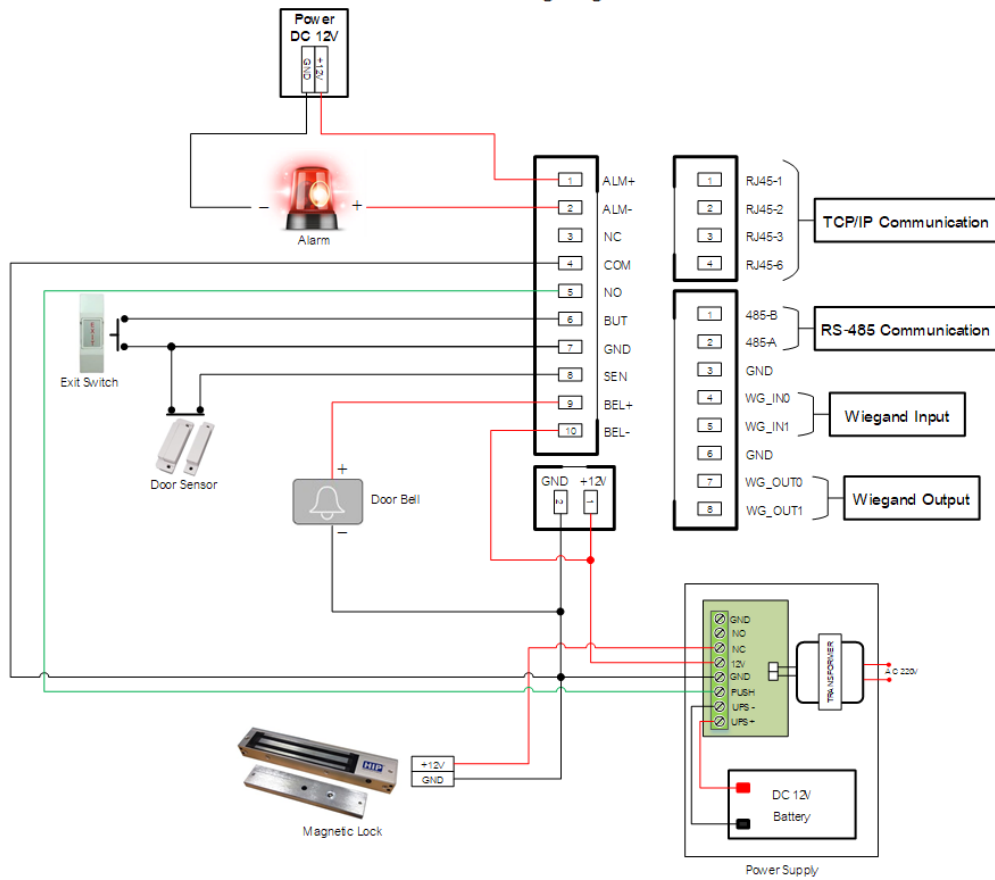 Power
DC 12V
GND
+12V
Alarm
1 ALM+
2 ALM-
3 NC
4 COM
5 NO
6 BUT
7 GND
8 SEN
9 BEL+
10 BEL-
1 RJ45-1
2 RJ45-2
3 RJ45-3
4 RJ45-6
TCP/IP Communication
1 485-B
2 485-A
3 GND
4 WG_IN0
5 WG_IN1
6 GND
7 WG_OUT0
8 WG_OUT1
RS-485 Communication
Wiegand Input
Wiegand Output
Exit Switch
Door Sensor
+
Door Bell
−
GND +12V
2 1
GND
NO
NC
12V
GND
PUSH
UPS -
UPS+
TRANSFORMER
AC 220V
DC 12V
Battery
Power Supply
HIP
+12V
GND
Magnetic Lock